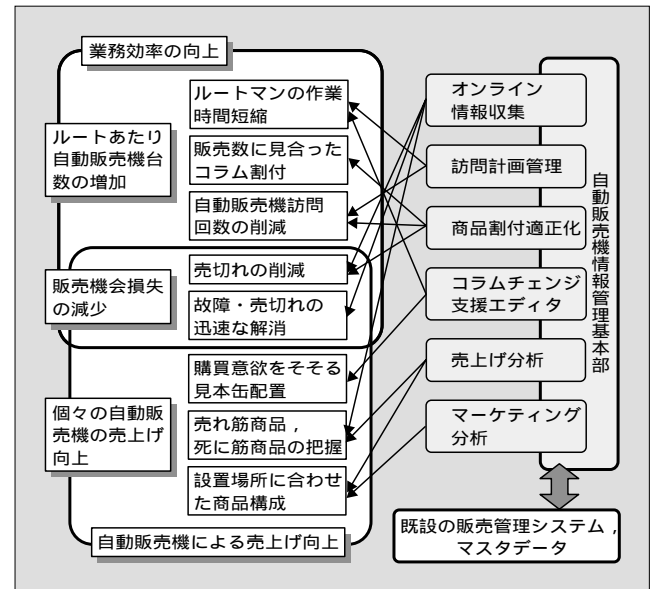 業務効率の向上
ルートあたり
自動販売機台
数の増加
販売機会損失
の減少
個々の自動販
売機の売上げ
向上
ルートマンの作業
時間短縮
販売数に見合った
コラム割付
自動販売機訪問
回数の削減
売切れの削減
故障・売切れの
迅速な解消
購買意欲をそそる
見本缶配置
売れ筋商品,
死に筋商品の把握
設置場所に合わせ
た商品構成
自動販売機による売上げ向上
オンライン
情報収集
訪問計画管理
商品割付適正化
コラムチェンジ
支援エディタ
売上げ分析
マーケティング
分析
自動販売機情報管理基本部
既設の販売管理システム,
マスタデータ